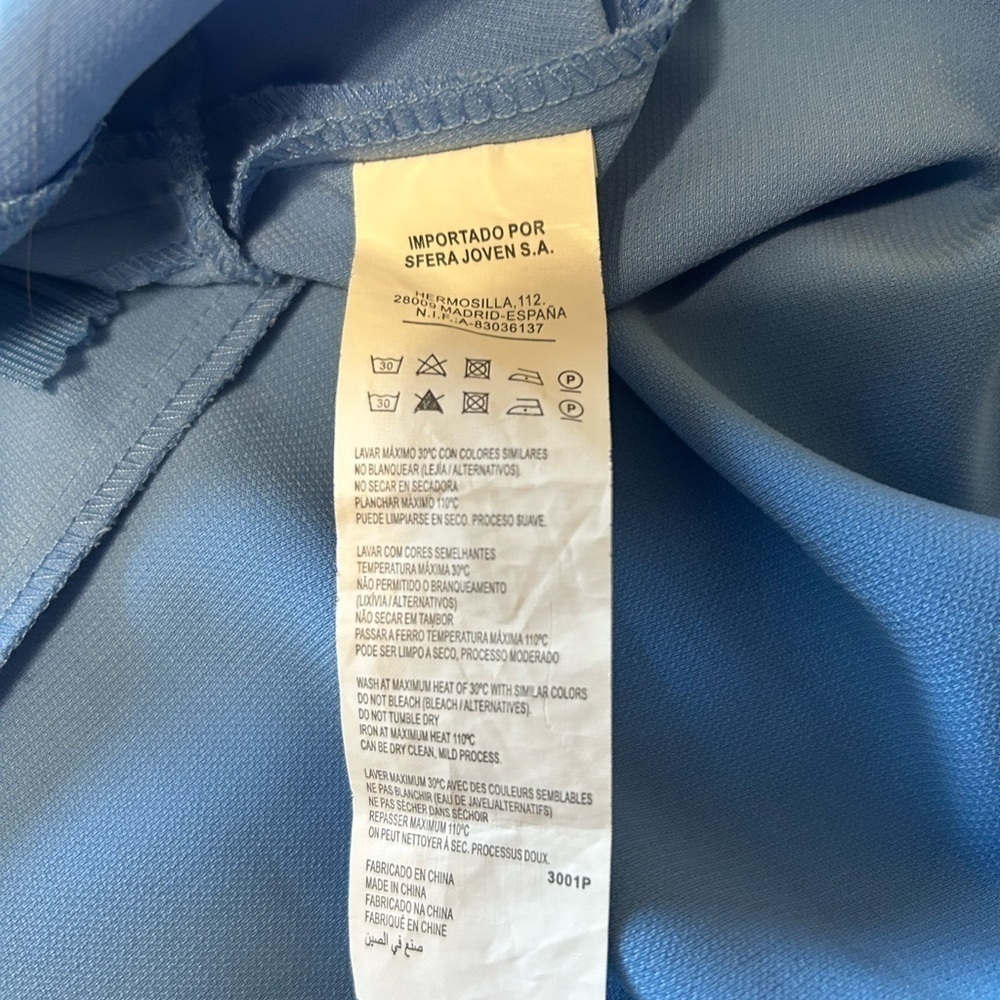 IMPORTADO POR
SFERA JOVEN S.A.
HERMOSILLA, 112.
28009 MADRID-ESPAÑA
N.I.F.:A-83036137
30 P
30 P
LAVAR MÁXIMO 30ºC CON COLORES SIMILARES
NO BLANQUEAR (LEJÍA / ALTERNATIVOS).
NO SECAR EN SECADORA
PLANCHAR MÁXIMO 110ºC
PUEDE LIMPIARSE EN SECO. PROCESO SUAVE.
LAVAR COM CORES SEMELHANTES
TEMPERATURA MÁXIMA 30ºC
NÃO PERMITIDO O BRANQUEAMENTO
(LIXÍVIA / ALTERNATIVOS)
NÃO SECAR EM TAMBOR
PASSAR A FERRO TEMPERATURA MÁXIMA 110ºC
PODE SER LIMPO A SECO, PROCESSO MODERADO
WASH AT MAXIMUM HEAT OF 30ºC WITH SIMILAR COLORS
DO NOT BLEACH (BLEACH / ALTERNATIVES).
DO NOT TUMBLE DRY
IRON AT MAXIMUM HEAT 110ºC
CAN BE DRY CLEAN, MILD PROCESS.
LAVER MAXIMUM 30ºC AVEC DES COULEURS SEMBLABLES
NE PAS BLANCHIR (EAU DE JAVEL/ALTERNATIFS)
NE PAS SÈCHER DANS SÈCHOIR
REPASSER MAXIMUM 110ºC
ON PEUT NETTOYER À SEC. PROCESSUS DOUX.
3001P
FABRICADO EN CHINA
MADE IN CHINA
FABRICADO NA CHINA
FABRIQUÉ EN CHINE
صنع في الصين